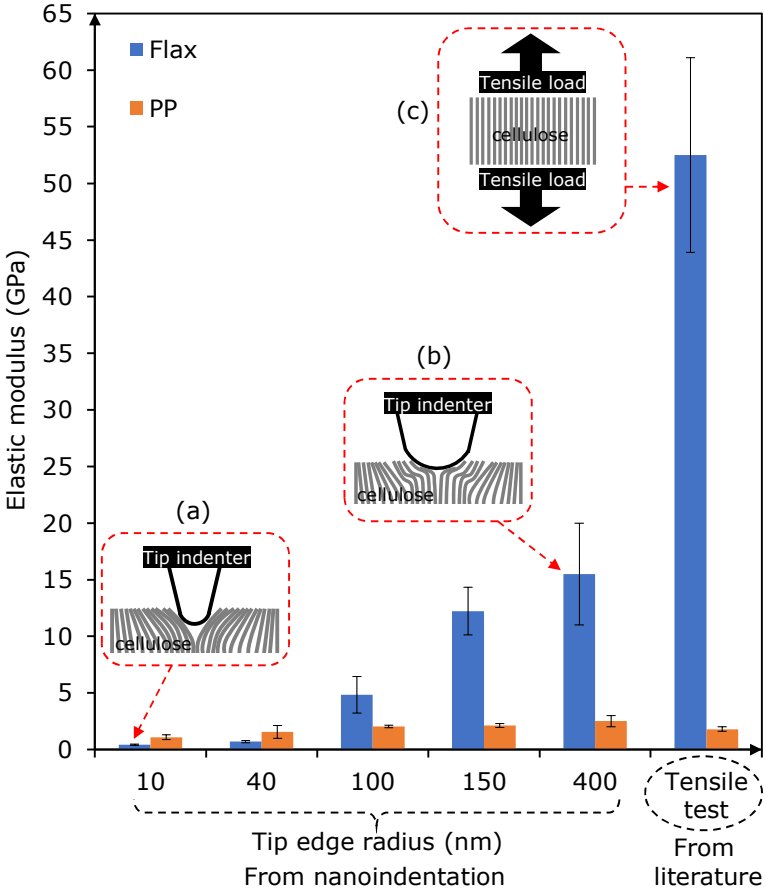 Elastic modulus (GPa)
65
60
55
50
45
40
35
30
25
20
15
10
5
0
Flax
PP
(c)
Tensile load
cellulose
Tensile load
(b)
Tip indenter
cellulose
(a)
Tip indenter
cellulose
10 40 100 150 400 Tensile
test
Tip edge radius (nm)
From nanoindentation
From
literature